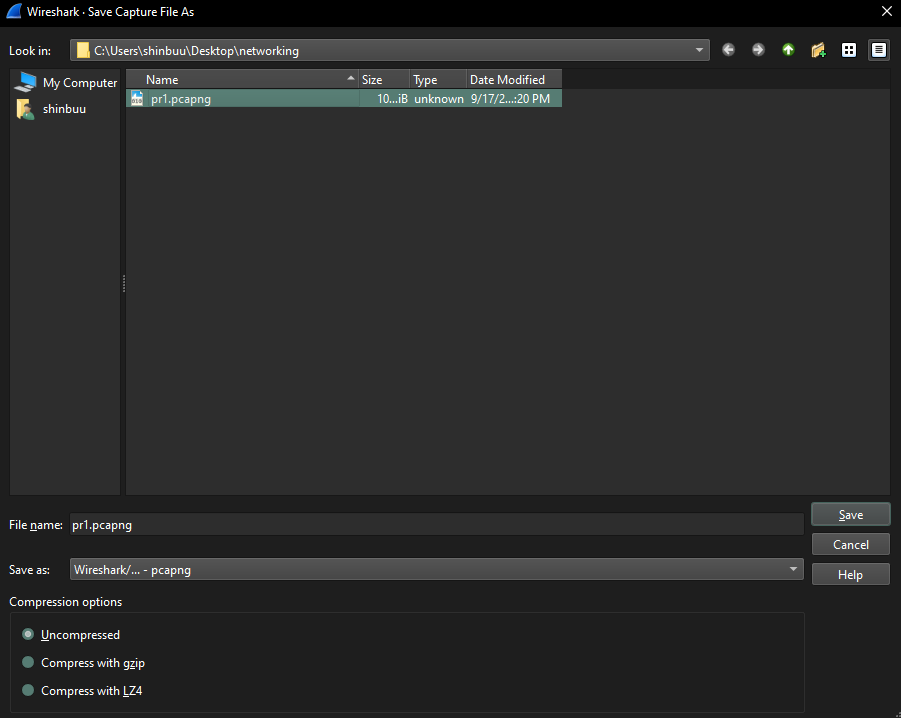 Wireshark · Save Capture File As
Look in: C:\Users\shinbuu\Desktop\networking
My Computer
shinbuu
Name Size Type Date Modified
pr1.pcapng 10...iB unknown 9/17/2...:20 PM
File name: pr1.pcapng
Save
Cancel
Save as: Wireshark/... - pcapng
Help
Compression options
Uncompressed
Compress with gzip
Compress with LZ4